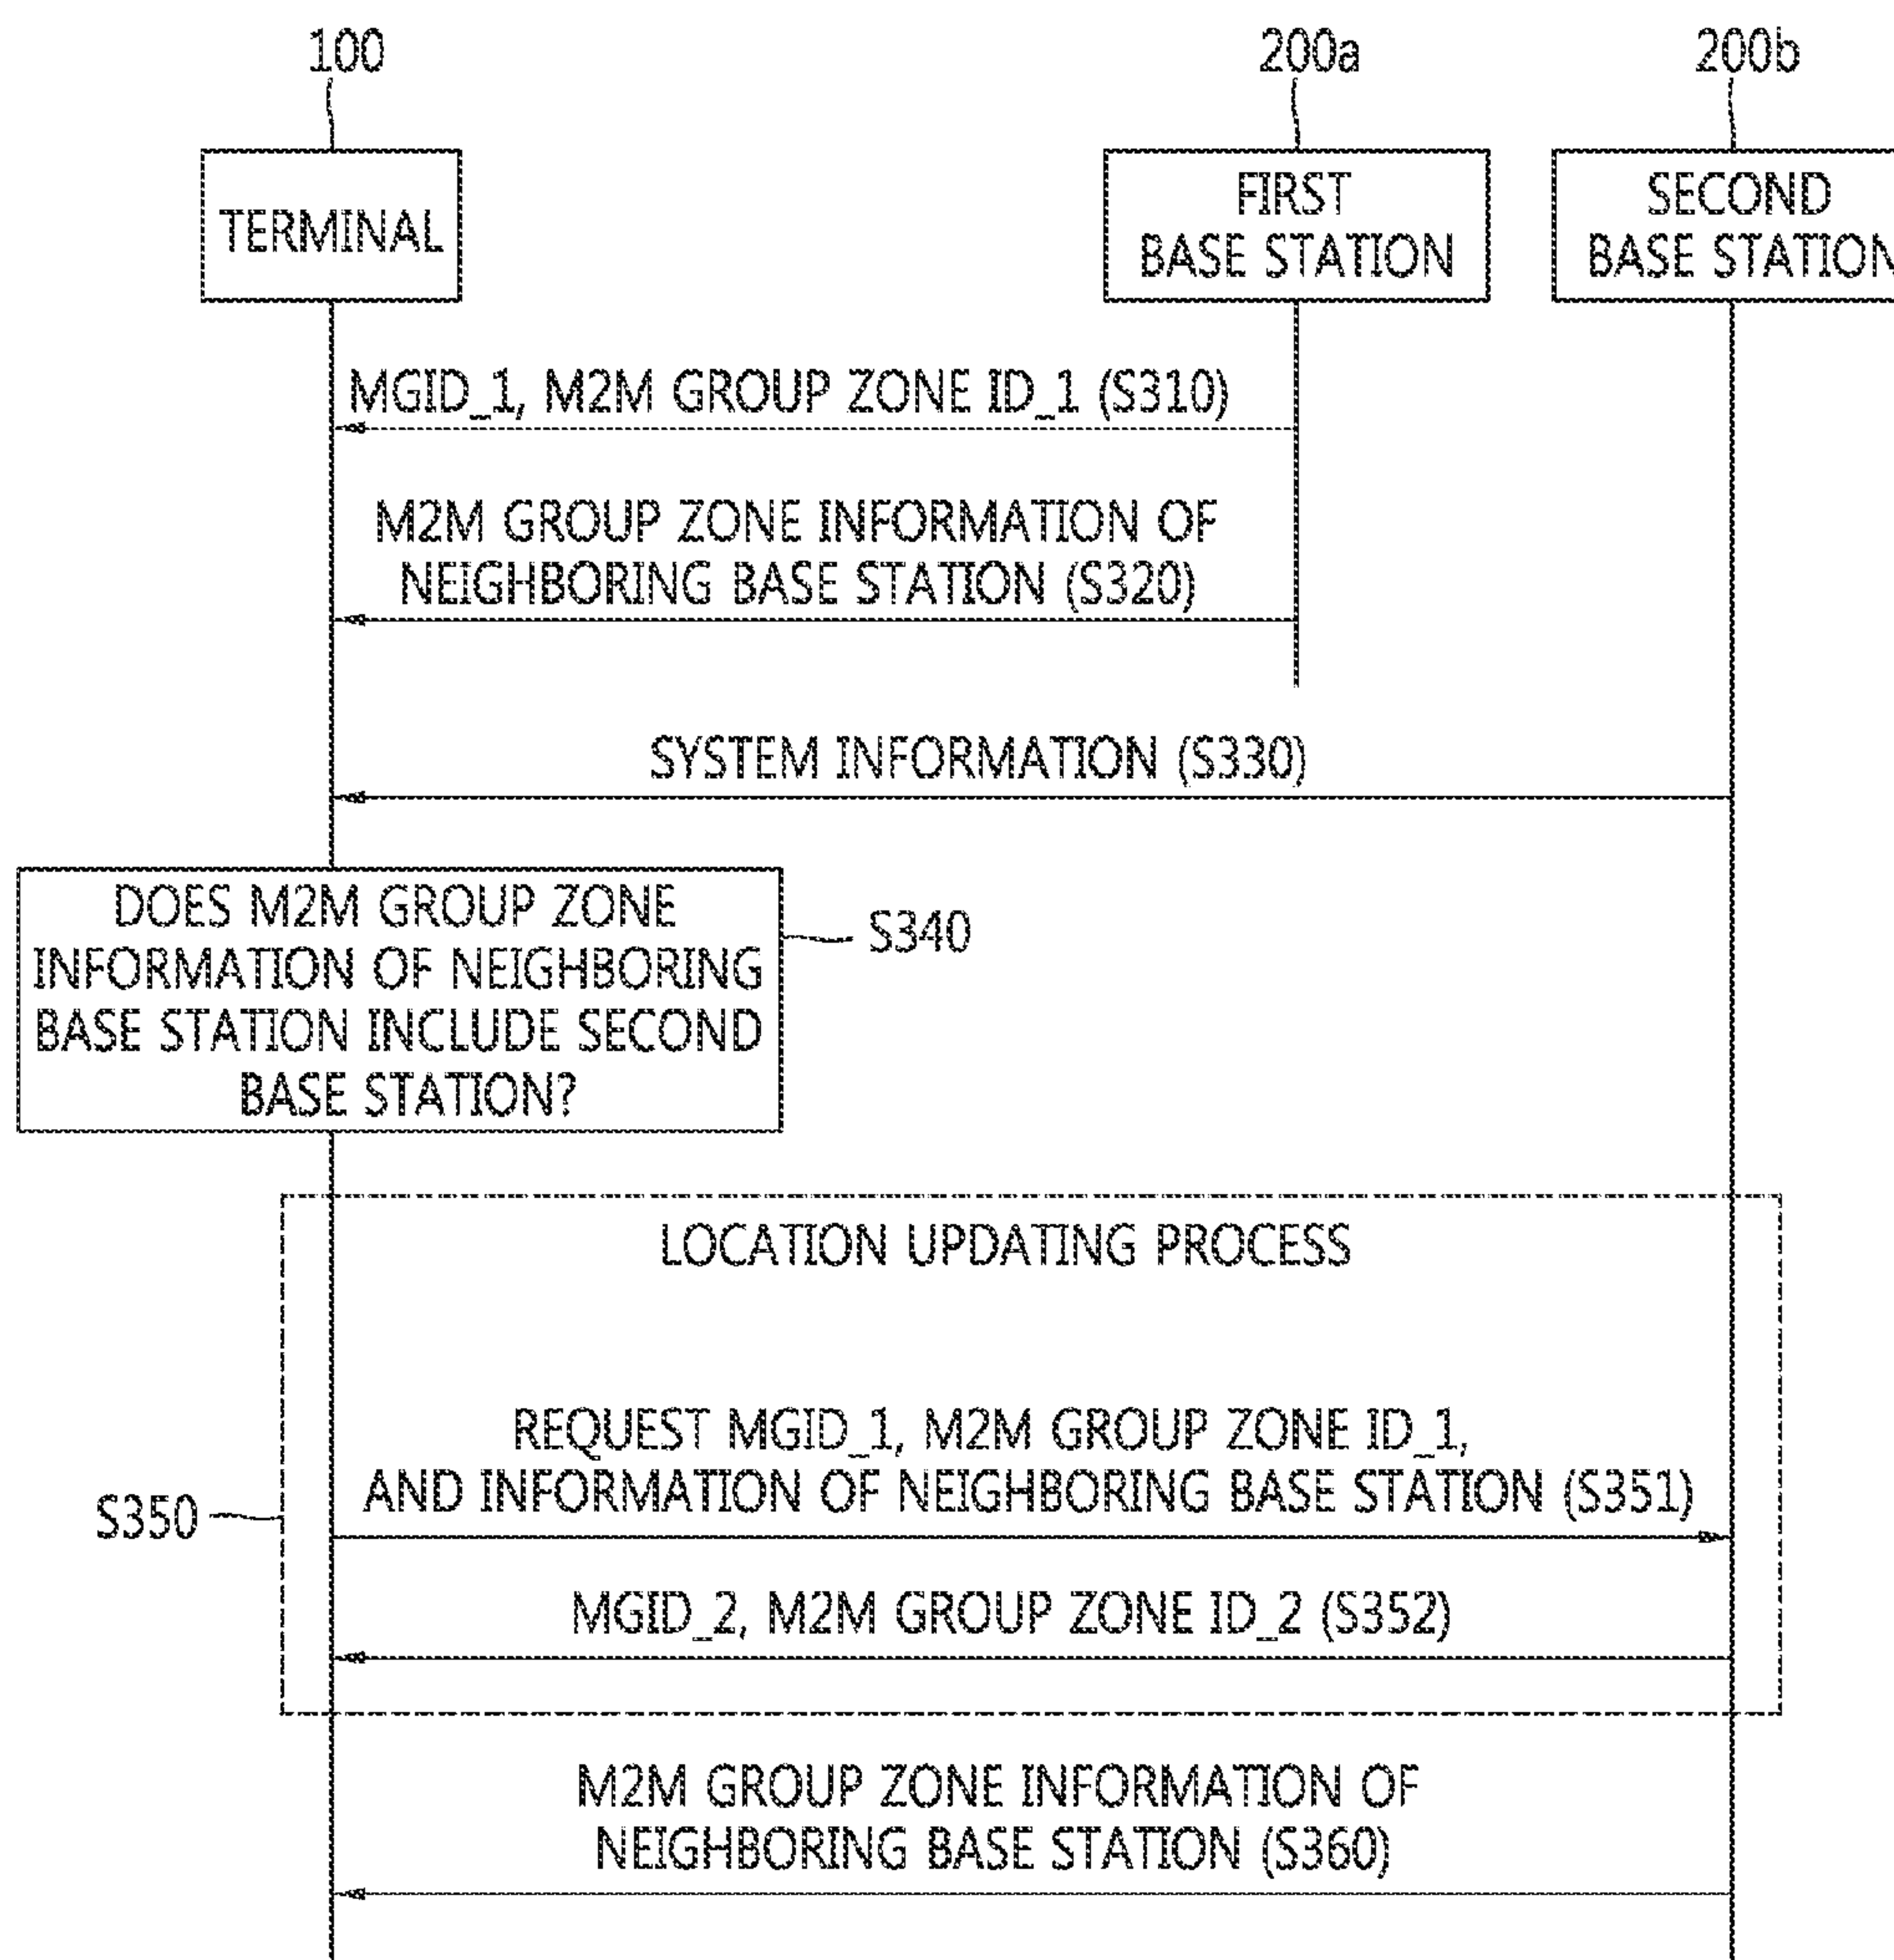 100
200a
200b
TERMINAL
FIRST
BASE STATION
SECOND
BASE STATION
MGID_1, M2M GROUP ZONE ID_1 (S310)
M2M GROUP ZONE INFORMATION OF
NEIGHBORING BASE STATION (S320)
SYSTEM INFORMATION (S330)
DOES M2M GROUP ZONE
INFORMATION OF NEIGHBORING
BASE STATION INCLUDE SECOND
BASE STATION?
S340
LOCATION UPDATING PROCESS
REQUEST MGID_1, M2M GROUP ZONE ID_1,
AND INFORMATION OF NEIGHBORING BASE STATION (S351)
S350
MGID_2, M2M GROUP ZONE ID_2 (S352)
M2M GROUP ZONE INFORMATION OF
NEIGHBORING BASE STATION (S360)